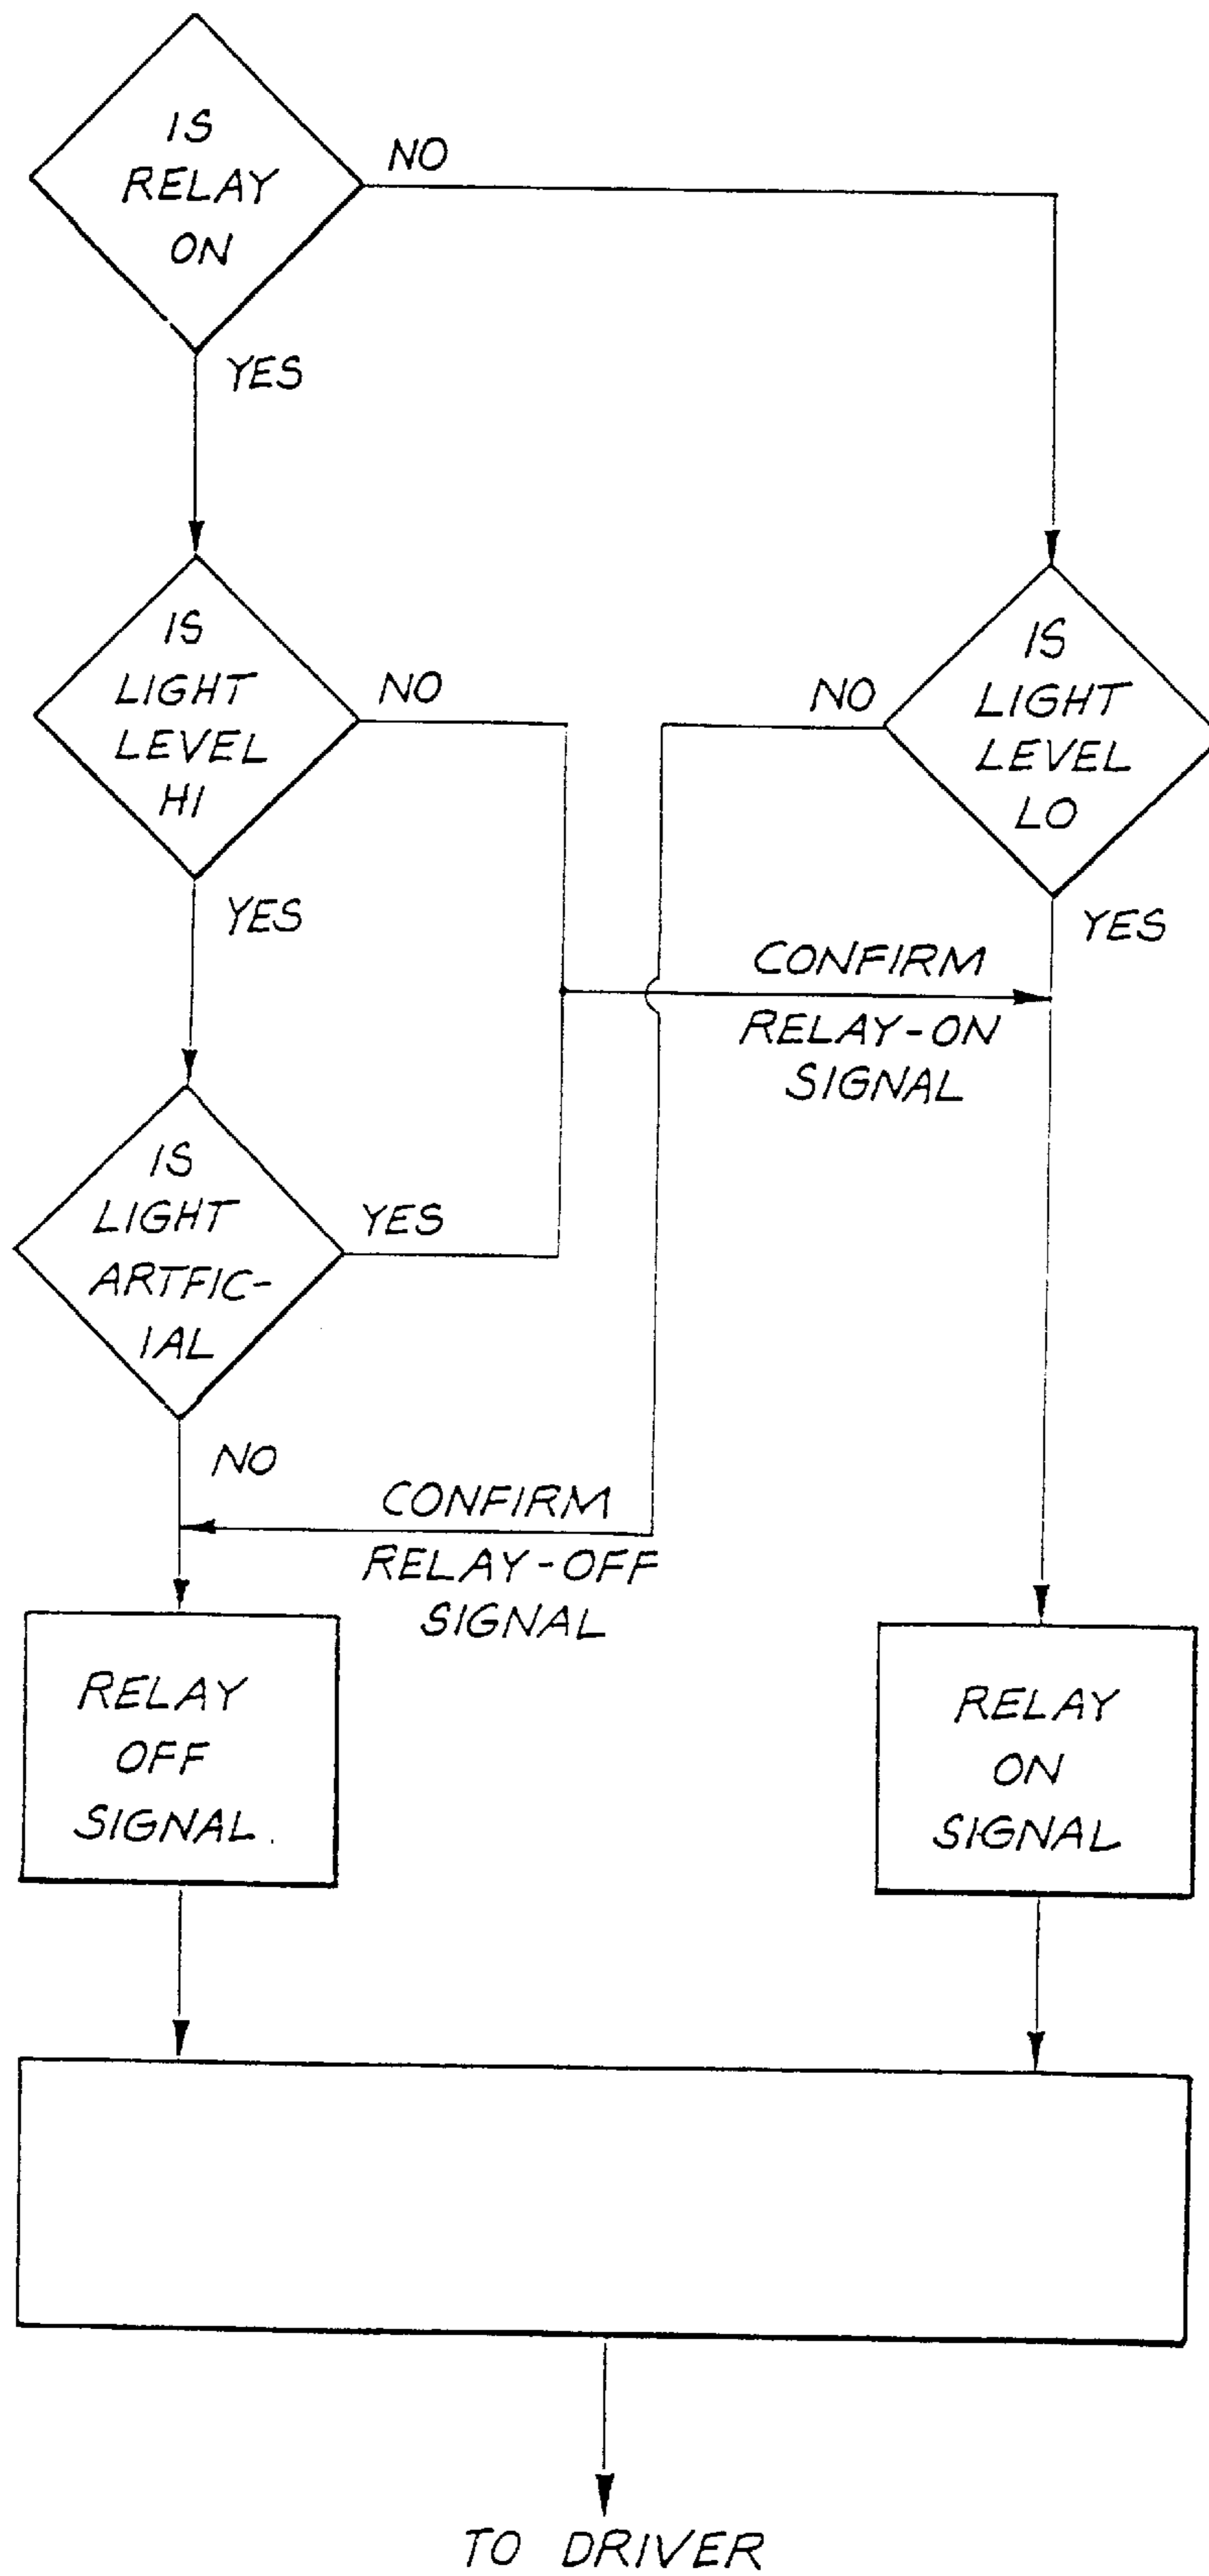 IS
RELAY
ON
NO
YES
IS
LIGHT
LEVEL
HI
NO
YES
IS
LIGHT
LEVEL
LO
NO
YES
CONFIRM
RELAY-ON
SIGNAL
IS
LIGHT
ARTFIC-
IAL
YES
NO
CONFIRM
RELAY-OFF
SIGNAL
RELAY
OFF
SIGNAL
RELAY
ON
SIGNAL
TO DRIVER